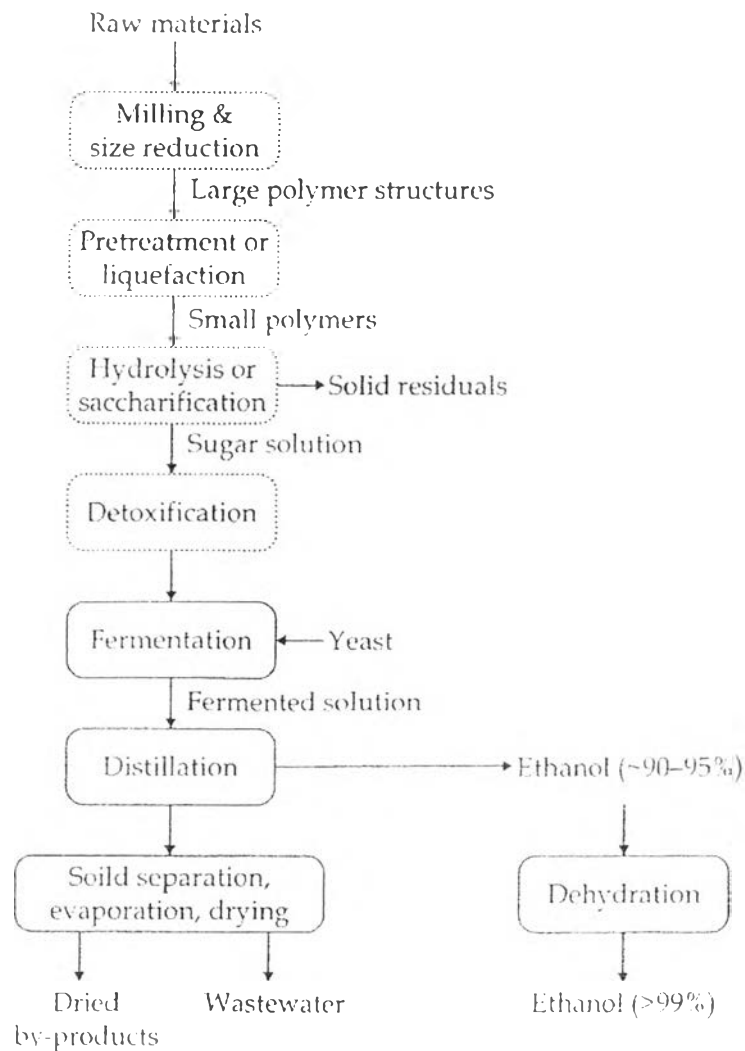 Raw materials
Milling &
size reduction
Large polymer structures
Pretreatment or
liquefaction
Small polymers
Hydrolysis or
saccharification
Solid residuals
Sugar solution
Detoxification
Fermentation
Yeast
Fermented solution
Distillation
Ethanol (~90–95%)
Soild separation,
evaporation, drying
Dehydration
Dried
by-products
Wastewater
Ethanol (>99%)